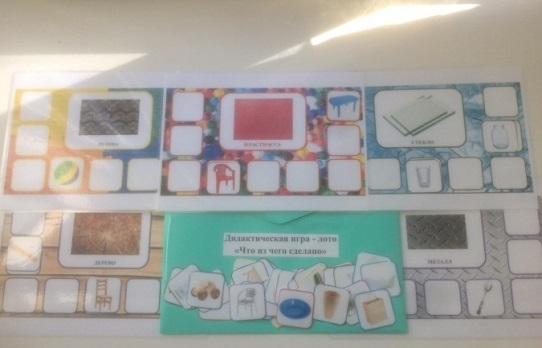 РЕЗИНА
ПЛАСТМАССА
СТЕКЛО
ДЕРЕВО
Дидактическая игра - лото
«Что из чего сделано»
МЕТАЛЛ